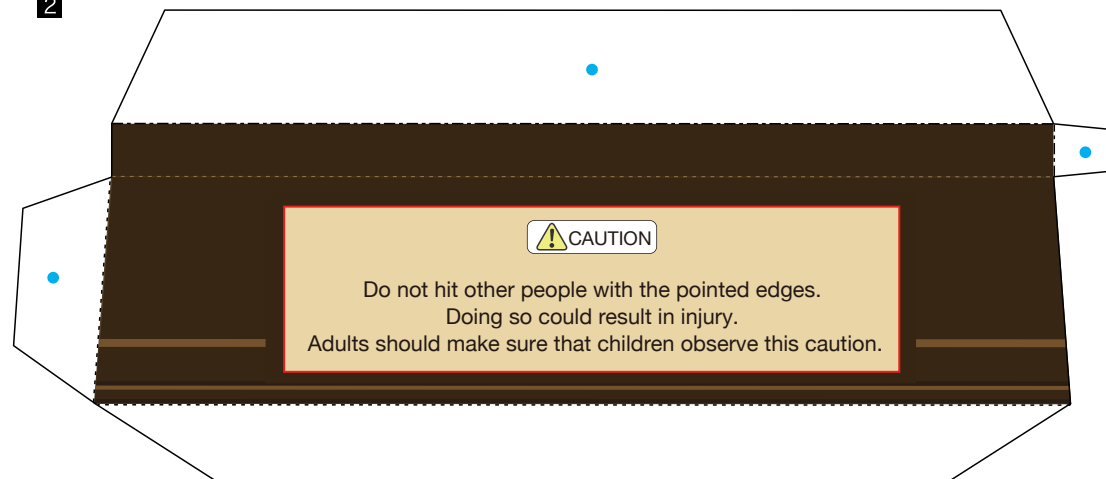 2
CAUTION
Do not hit other people with the pointed edges.
Doing so could result in injury.
Adults should make sure that children observe this caution.